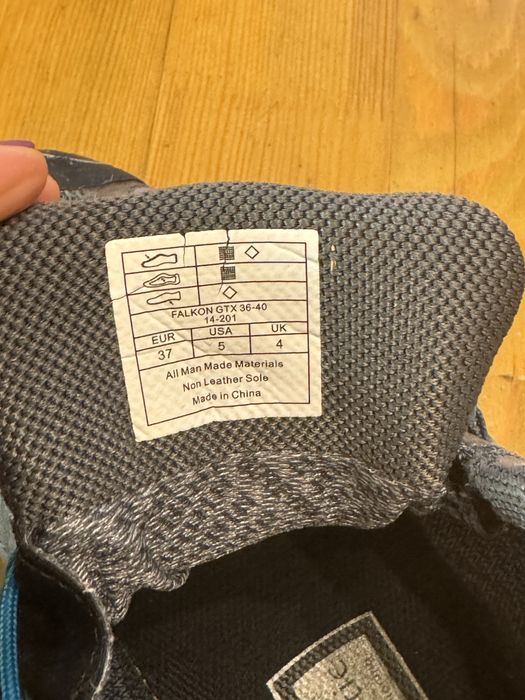 FALKON GTX 36-40
14-201
EUR USA UK
37 5 4
All Man Made Materials
Non Leather Sole
Made in China